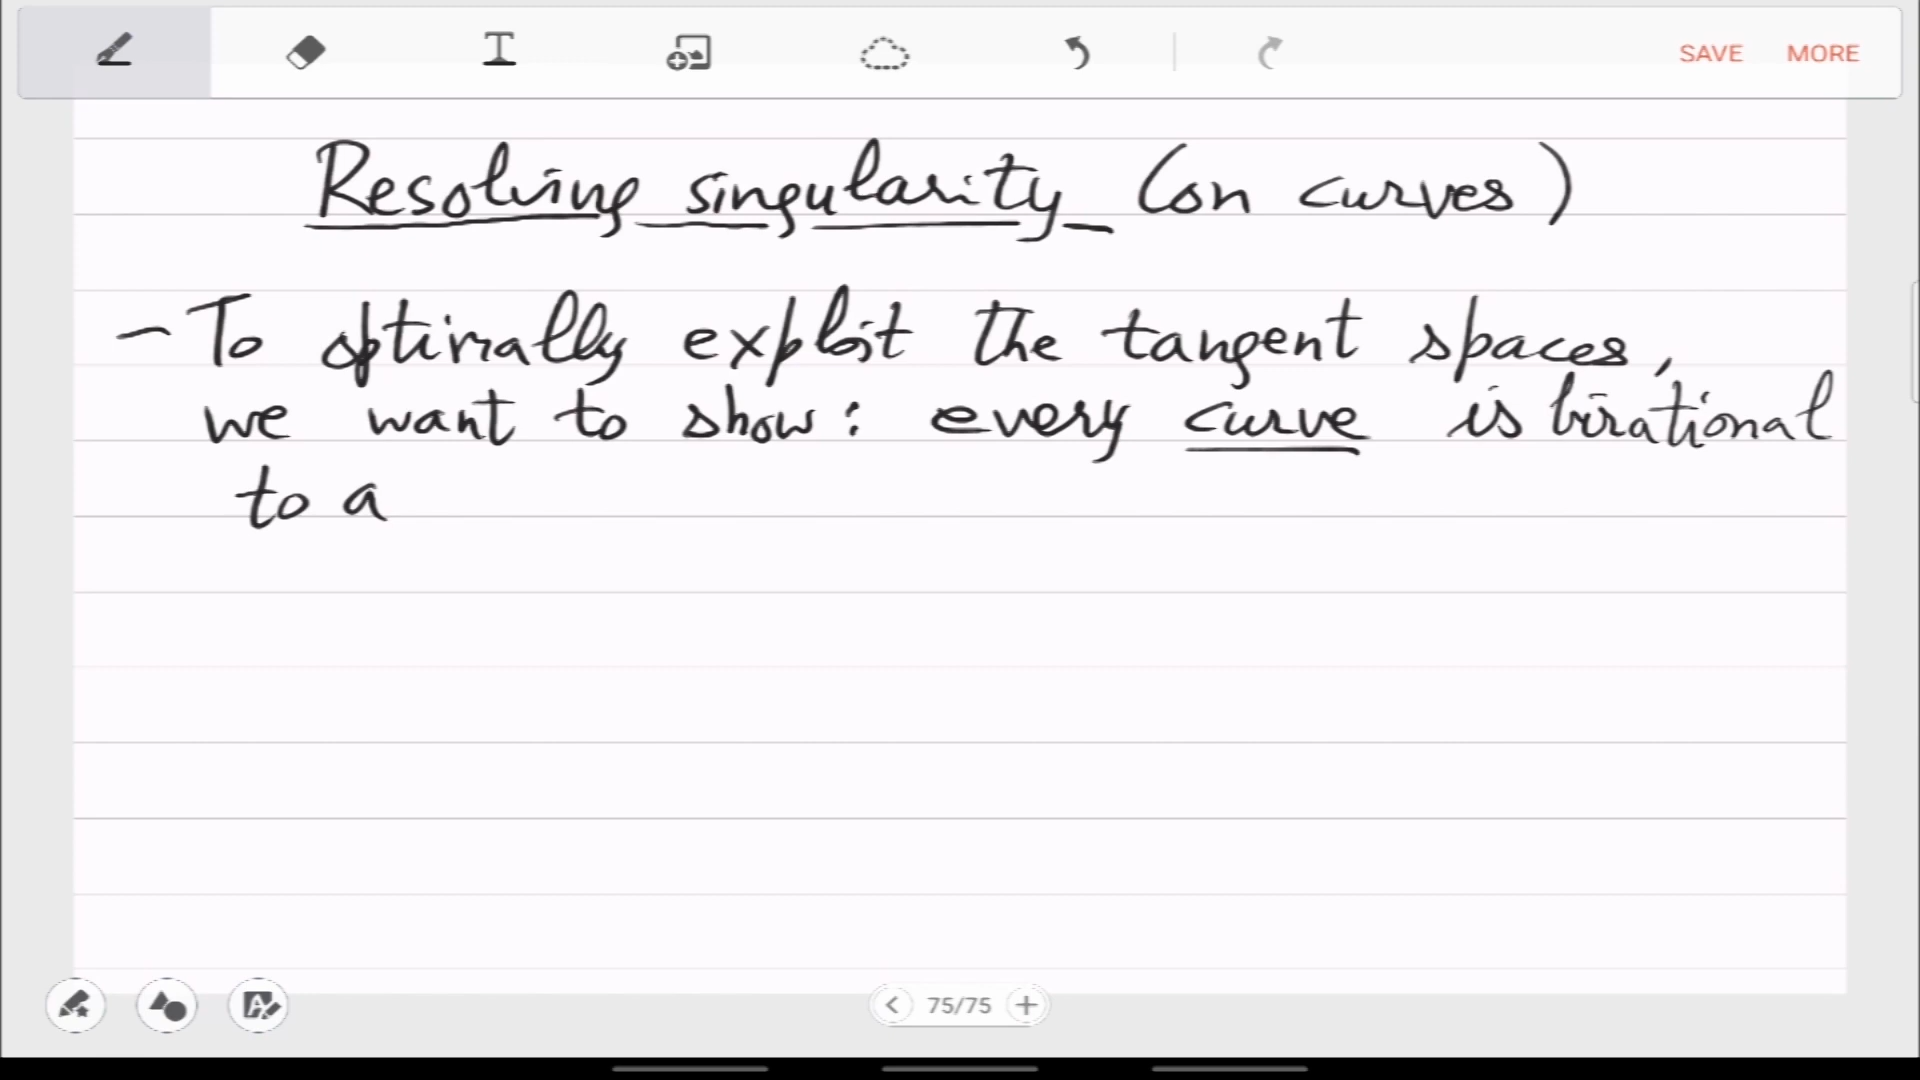 SAVE MORE
Resolving singularity (on curves)
- To optimally exploit the tangent spaces,
we want to show: every curve is birational
to a
75/75